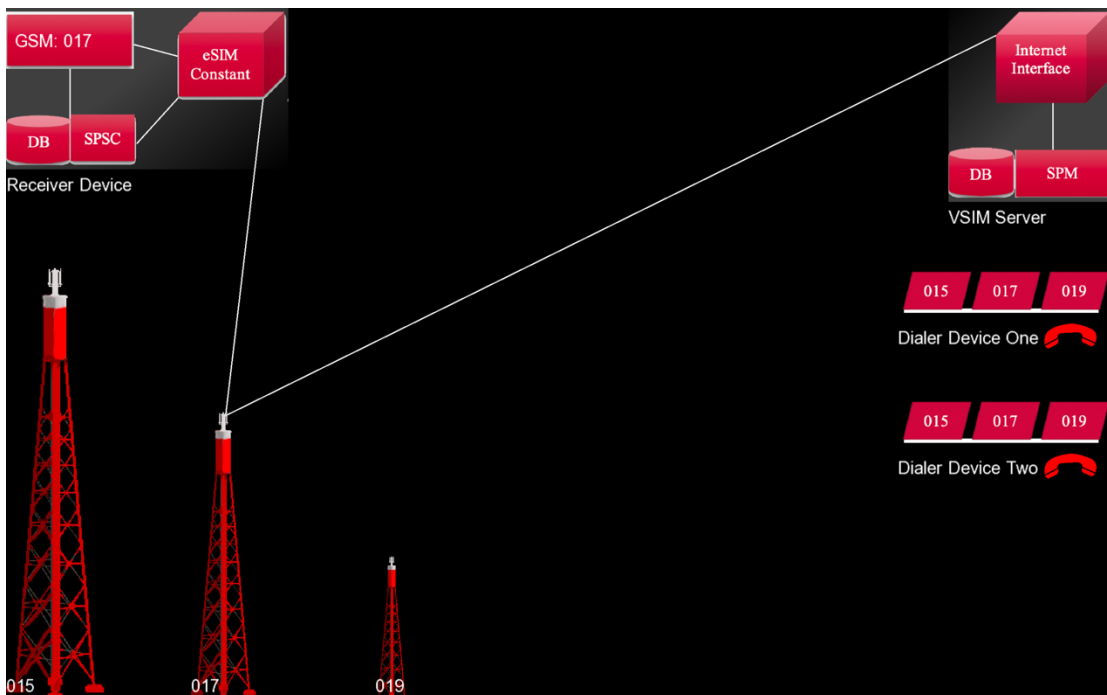 GSM: 017
eSIM
Constant
DB
SPSC
Receiver Device
Internet
Interface
DB
SPM
VSIM Server
015 017 019
Dialer Device One
015 017 019
Dialer Device Two
015
017
019